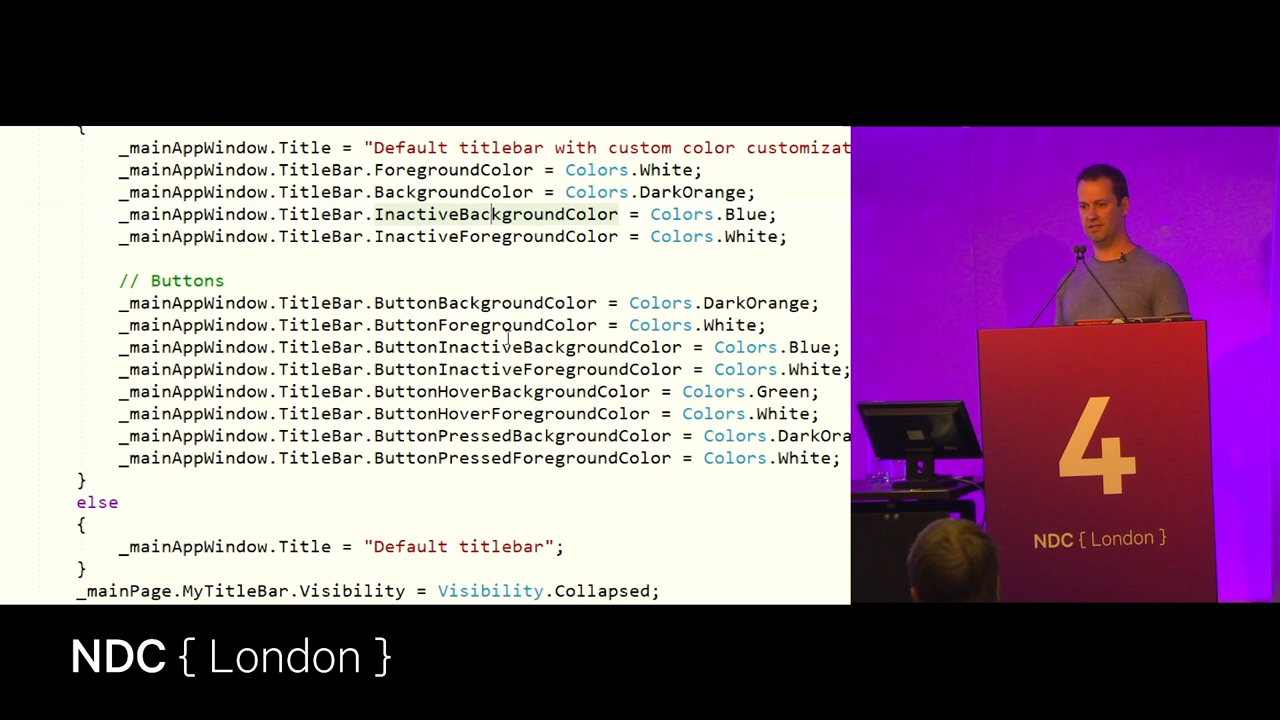 {
_mainAppWindow.Title = "Default titlebar with custom color customizat
_mainAppWindow.TitleBar.ForegroundColor = Colors.White;
_mainAppWindow.TitleBar.BackgroundColor = Colors.DarkOrange;
_mainAppWindow.TitleBar.InactiveBackgroundColor = Colors.Blue;
_mainAppWindow.TitleBar.InactiveForegroundColor = Colors.White;
// Buttons
_mainAppWindow.TitleBar.ButtonBackgroundColor = Colors.DarkOrange;
_mainAppWindow.TitleBar.ButtonForegroundColor = Colors.White;
_mainAppWindow.TitleBar.ButtonInactiveBackgroundColor = Colors.Blue;
_mainAppWindow.TitleBar.ButtonInactiveForegroundColor = Colors.White;
_mainAppWindow.TitleBar.ButtonHoverBackgroundColor = Colors.Green;
_mainAppWindow.TitleBar.ButtonHoverForegroundColor = Colors.White;
_mainAppWindow.TitleBar.ButtonPressedBackgroundColor = Colors.DarkOra
_mainAppWindow.TitleBar.ButtonPressedForegroundColor = Colors.White;
}
else
{
_mainAppWindow.Title = "Default titlebar";
}
_mainPage.MyTitleBar.Visibility = Visibility.Collapsed;
4
NDC { London }
NDC { London }